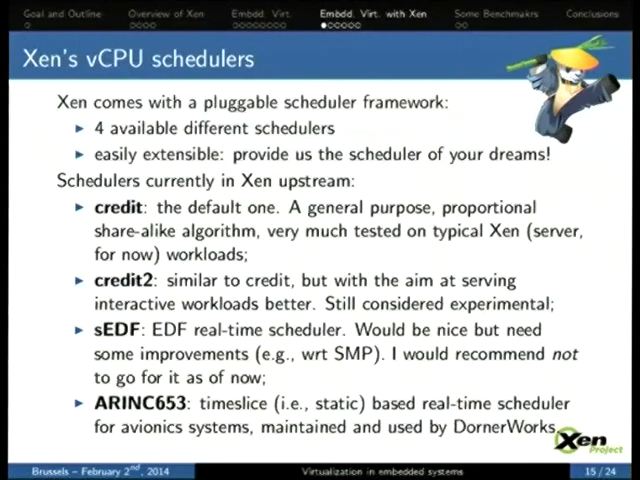 Goal and Outline Overview of Xen Embdd. Virt. Embdd. Virt. with Xen Some Benchmakrs Conclusions
Xen's vCPU schedulers
Xen comes with a pluggable scheduler framework:
4 available different schedulers
easily extensible: provide us the scheduler of your dreams!
Schedulers currently in Xen upstream:
credit: the default one. A general purpose, proportional
share-alike algorithm, very much tested on typical Xen (server,
for now) workloads;
credit2: similar to credit, but with the aim at serving
interactive workloads better. Still considered experimental;
sEDF: EDF real-time scheduler. Would be nice but need
some improvements (e.g., wrt SMP). I would recommend not
to go for it as of now;
ARINC653: timeslice (i.e., static) based real-time scheduler
for avionics systems, maintained and used by DornerWorks.
Xen
Project
Brussels – February 2nd, 2014 Virtualization in embedded systems 15 / 24